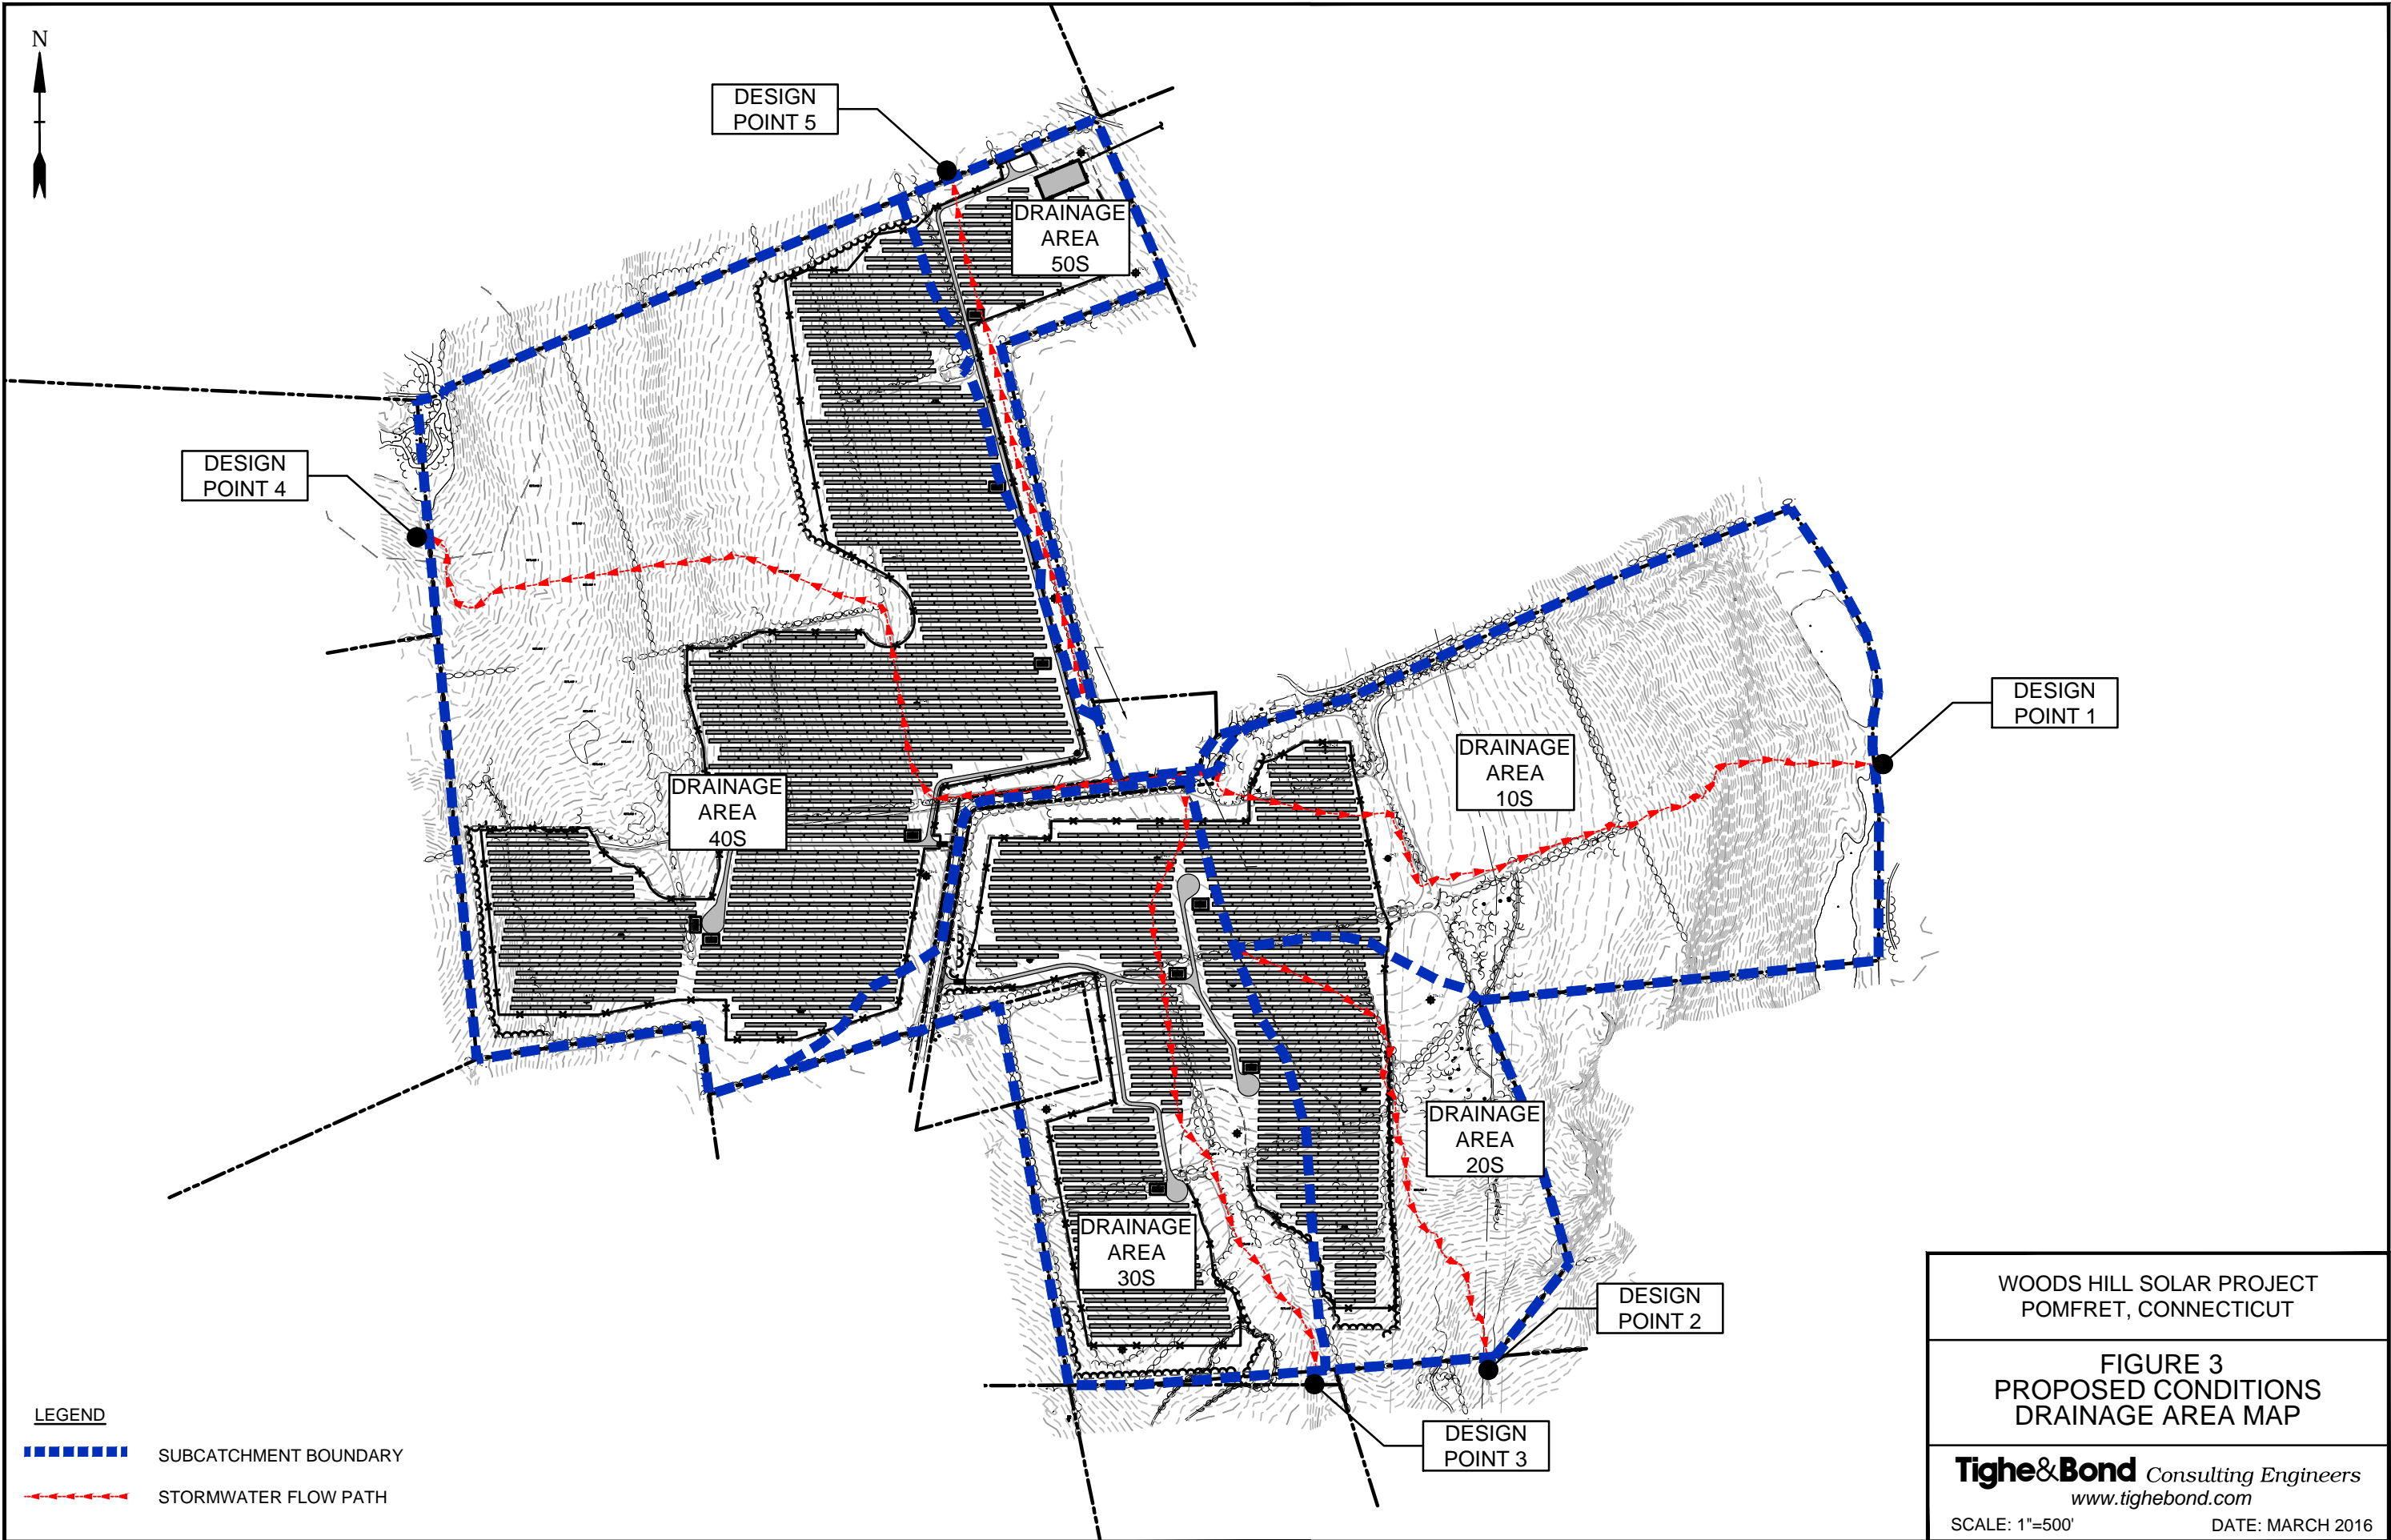 N
DESIGN
POINT 5
DRAINAGE
AREA
50S
DESIGN
POINT 4
DESIGN
POINT 1
DRAINAGE
AREA
10S
DRAINAGE
AREA
40S
DRAINAGE
AREA
20S
DRAINAGE
AREA
30S
DESIGN
POINT 2
DESIGN
POINT 3
LEGEND
SUBCATCHMENT BOUNDARY
STORMWATER FLOW PATH
WOODS HILL SOLAR PROJECT
POMFRET, CONNECTICUT
FIGURE 3
PROPOSED CONDITIONS
DRAINAGE AREA MAP
Tighe&Bond Consulting Engineers
www.tighebond.com
SCALE: 1"=500' DATE: MARCH 2016